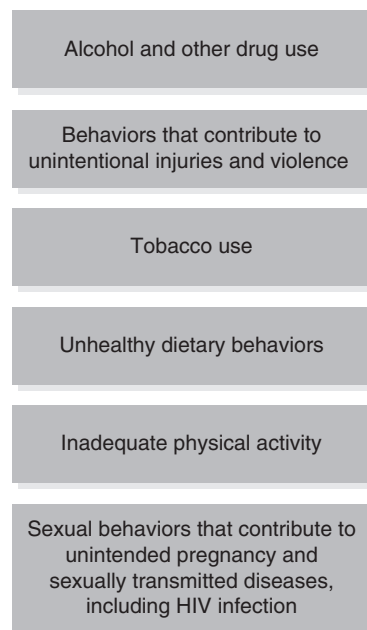 Alcohol and other drug use
Behaviors that contribute to
unintentional injuries and violence
Tobacco use
Unhealthy dietary behaviors
Inadequate physical activity
Sexual behaviors that contribute to
unintended pregnancy and
sexually transmitted diseases,
including HIV infection